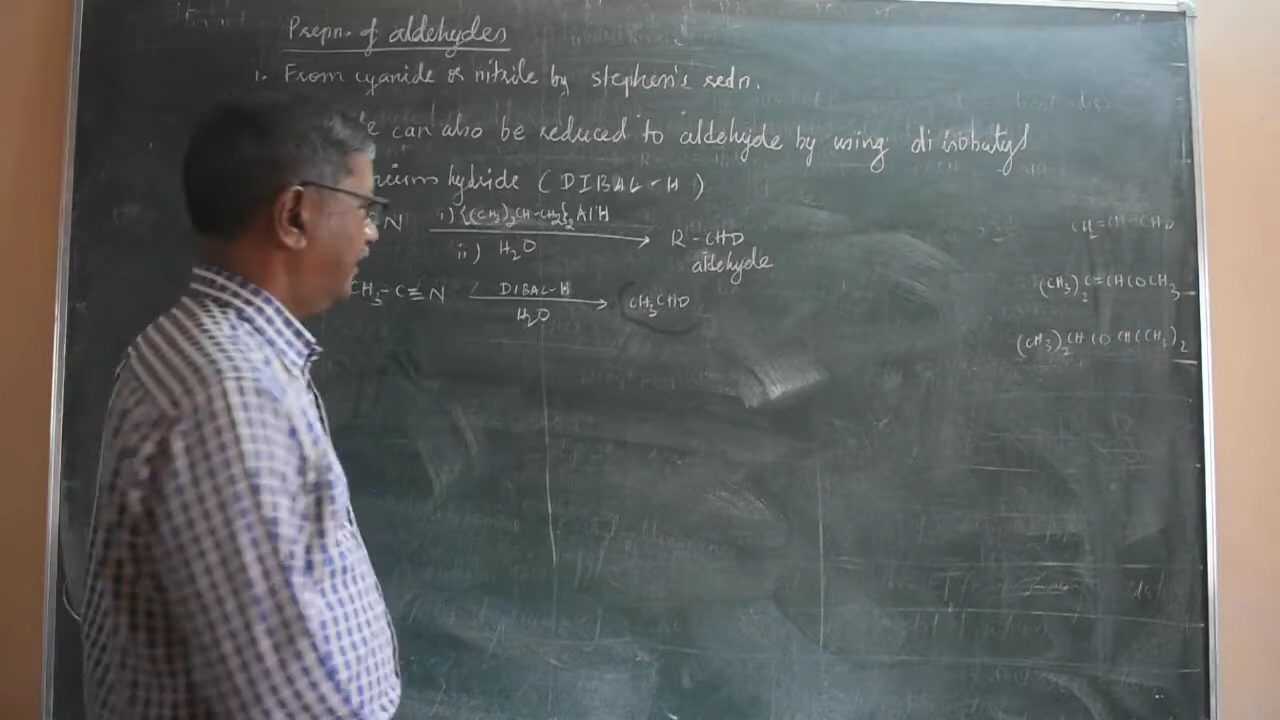 Prepn. of aldehydes
1. From cyanide or nitrile by stephen's redn.
can also be reduced to aldehyde by using di isobutyl
hydride (DIBAL-H)
N i) {(CH3)2CH-CH2}2 AlH
ii) H2O
R-CHO
aldehyde
CH3-C≡N DIBAL-H
H2O
CH3CHO
CH2=CH-CHO
(CH3)2C=CHCOCH3
(CH3)2CHCOCH(CH3)2